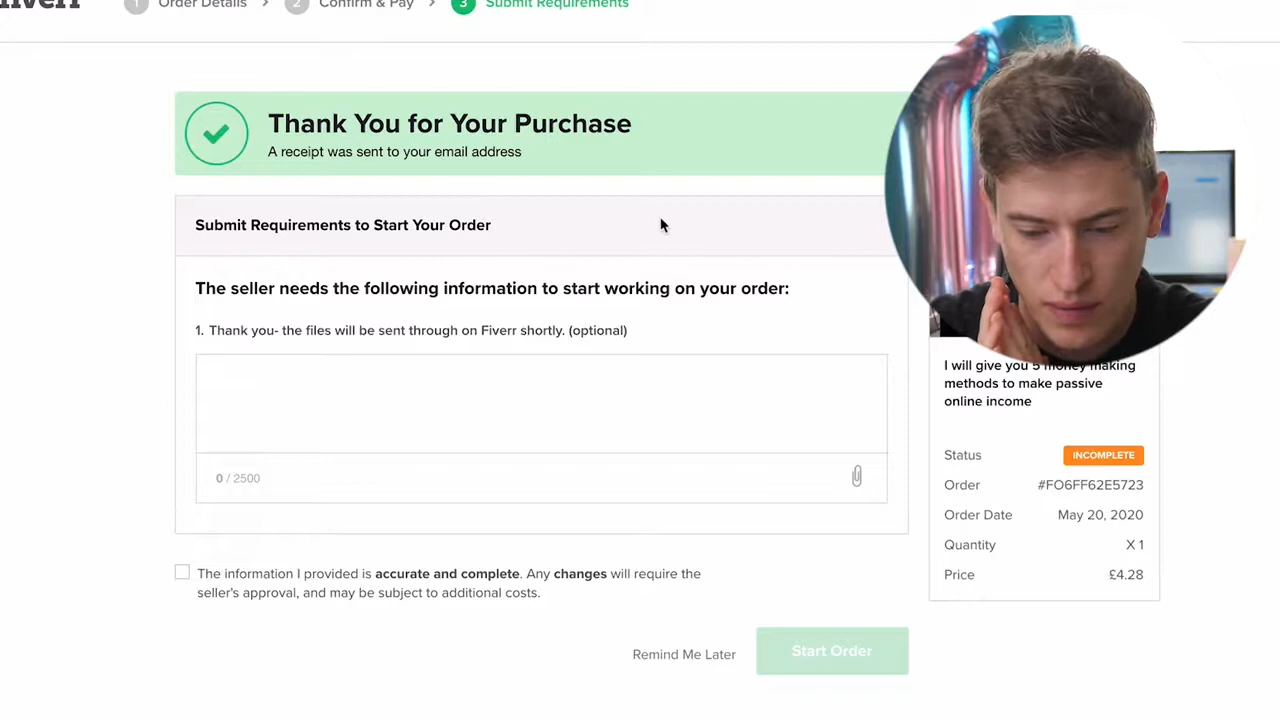 1 Order Details > 2 Confirm & Pay > 3 Submit Requirements
Thank You for Your Purchase
A receipt was sent to your email address
Submit Requirements to Start Your Order
The seller needs the following information to start working on your order:
1. Thank you- the files will be sent through on Fiverr shortly. (optional)
0 / 2500
The information I provided is accurate and complete. Any changes will require the
seller's approval, and may be subject to additional costs.
Remind Me Later
Start Order
I will give you 5 money making
methods to make passive
online income
Status INCOMPLETE
Order #FO6FF62E5723
Order Date May 20, 2020
Quantity X 1
Price £4.28